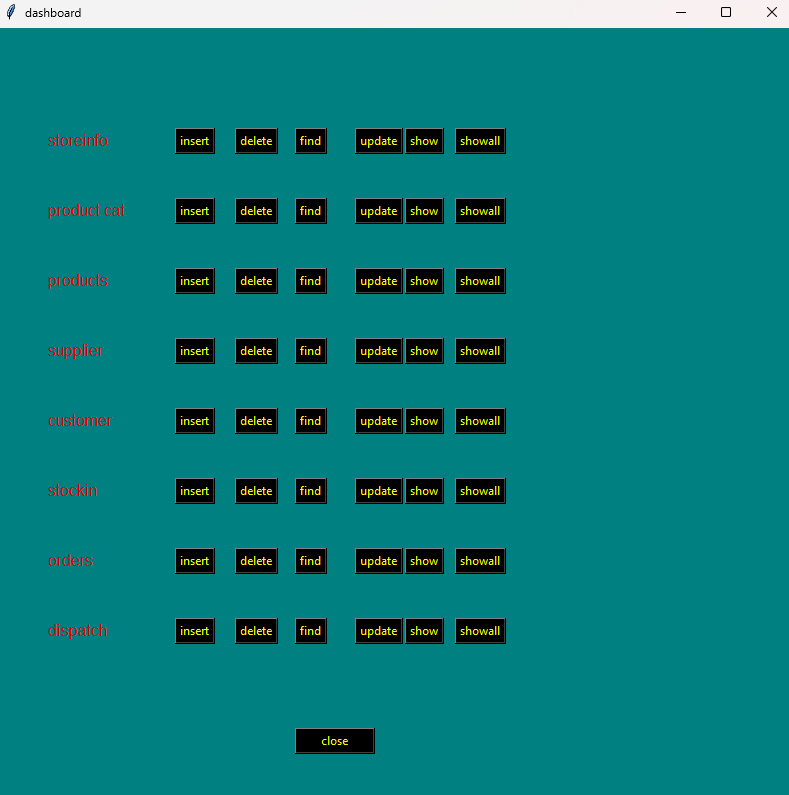 dashboard
storeinfo insert delete find update show showall
product cat insert delete find update show showall
products insert delete find update show showall
supplier insert delete find update show showall
customer insert delete find update show showall
stockin insert delete find update show showall
orders insert delete find update show showall
dispatch insert delete find update show showall
close